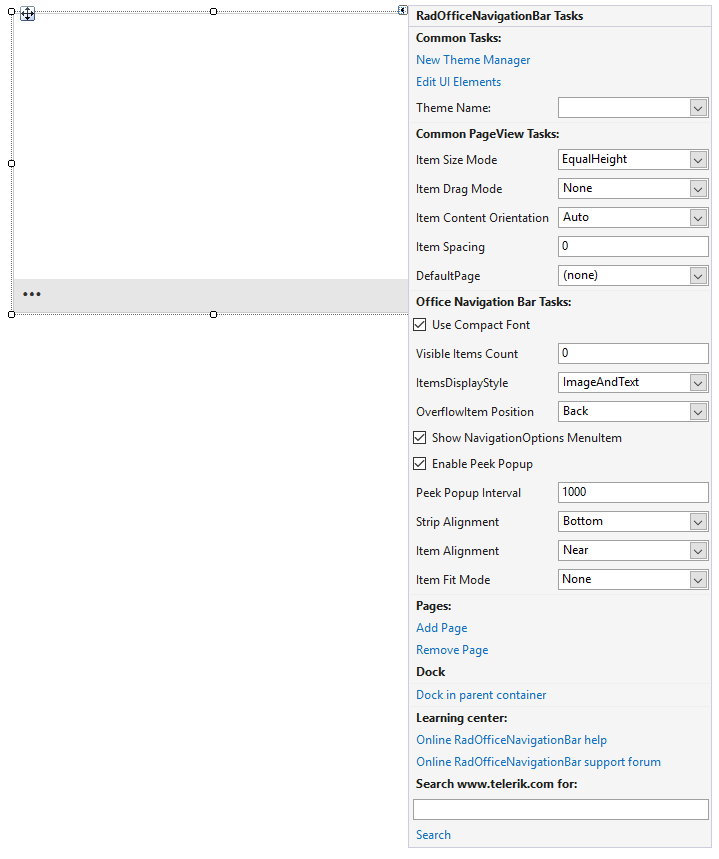 RadOfficeNavigationBar Tasks
Common Tasks:
New Theme Manager
Edit UI Elements
Theme Name:
Common PageView Tasks:
Item Size Mode EqualHeight
Item Drag Mode None
Item Content Orientation Auto
Item Spacing 0
DefaultPage (none)
Office Navigation Bar Tasks:
Use Compact Font
Visible Items Count 0
ItemsDisplayStyle ImageAndText
OverflowItem Position Back
Show NavigationOptions MenuItem
Enable Peek Popup
Peek Popup Interval 1000
Strip Alignment Bottom
Item Alignment Near
Item Fit Mode None
Pages:
Add Page
Remove Page
Dock
Dock in parent container
Learning center:
Online RadOfficeNavigationBar help
Online RadOfficeNavigationBar support forum
Search www.telerik.com for:
Search